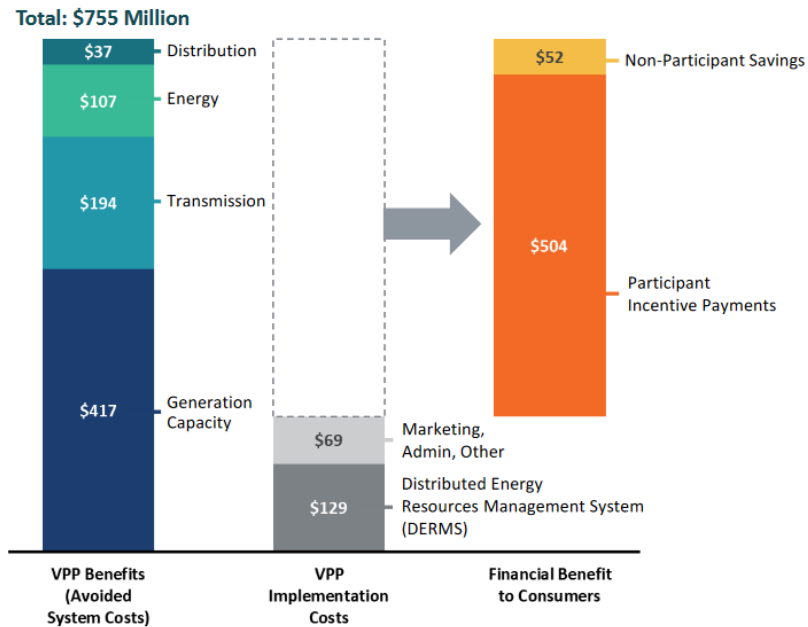 Total: $755 Million
$37
Distribution
$107
Energy
$194
Transmission
$417
Generation
Capacity
$69
Marketing,
Admin, Other
$129
Distributed Energy
Resources Management System
(DERMS)
$52
Non-Participant Savings
$504
Participant
Incentive Payments
VPP Benefits
(Avoided
System Costs)
VPP
Implementation
Costs
Financial Benefit
to Consumers